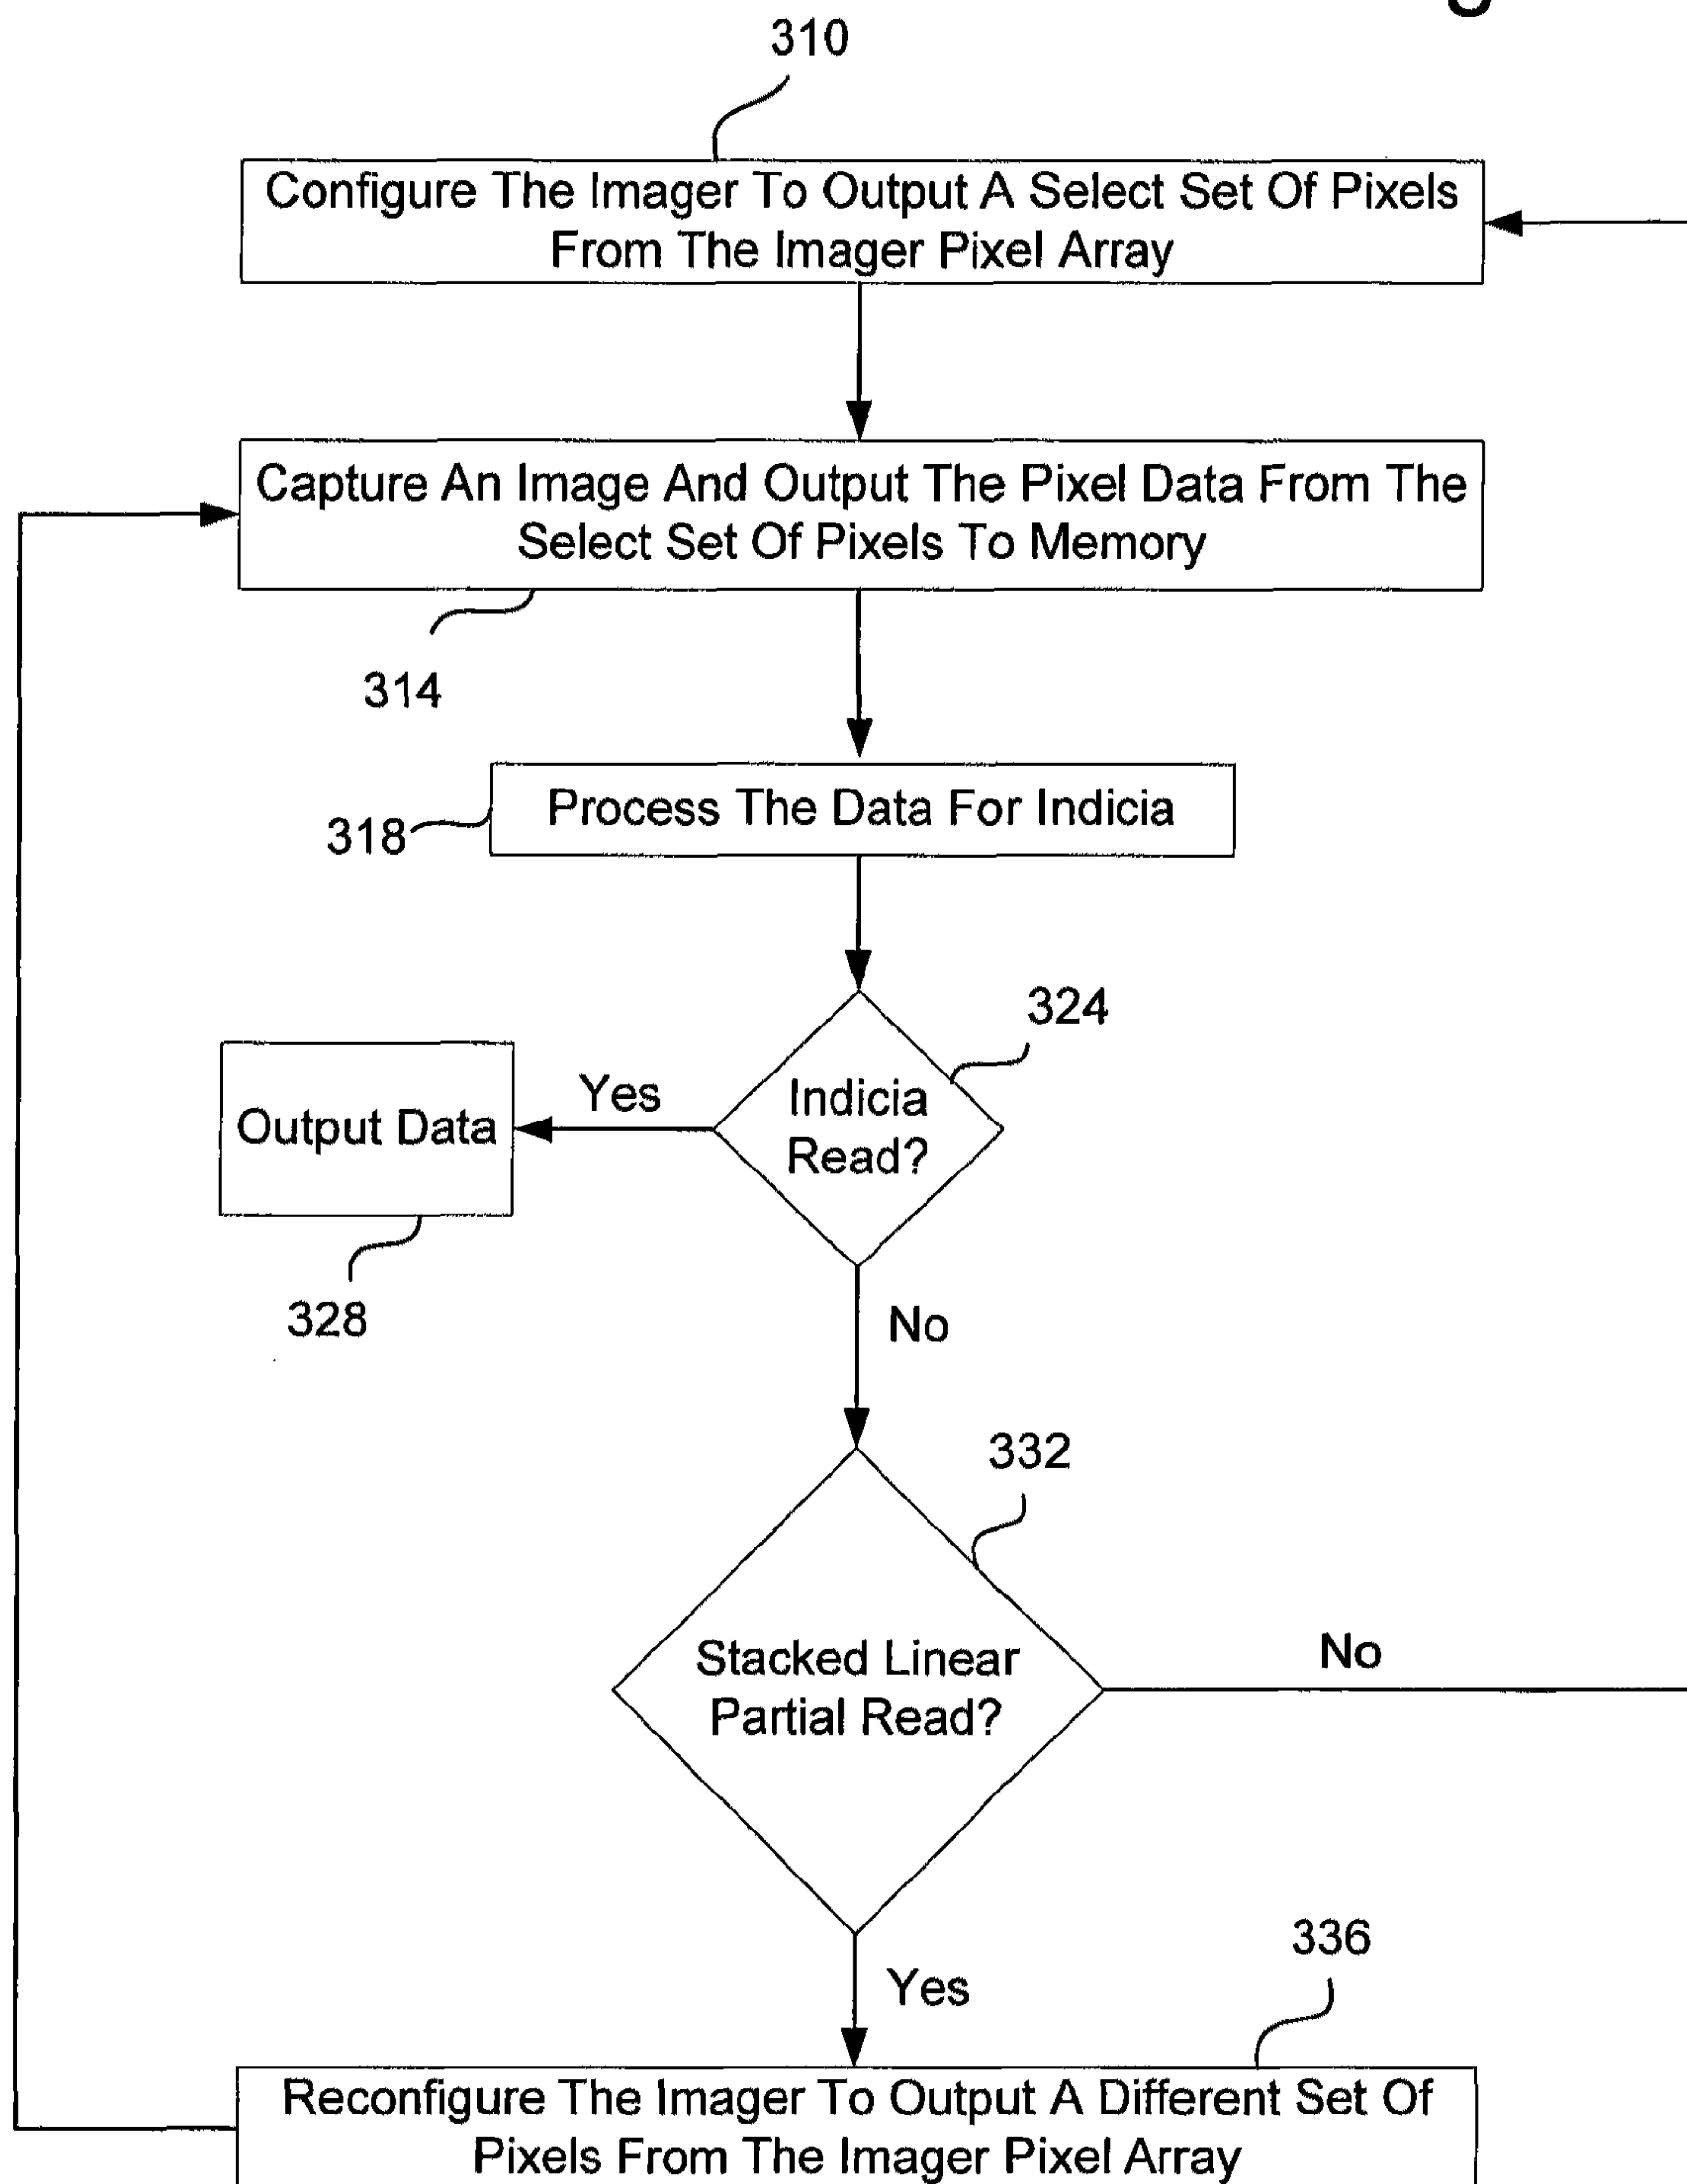 310
Configure The Imager To Output A Select Set Of Pixels
From The Imager Pixel Array
Capture An Image And Output The Pixel Data From The
Select Set Of Pixels To Memory
314
Process The Data For Indicia
318
324
Indicia
Read?
Yes
Output Data
328
No
332
Stacked Linear
Partial Read?
No
Yes
336
Reconfigure The Imager To Output A Different Set Of
Pixels From The Imager Pixel Array